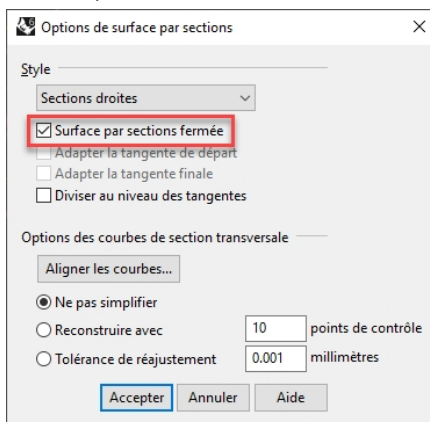 Options de surface par sections
Style
Sections droites
Surface par sections fermée
Adapter la tangente de départ
Adapter la tangente finale
Diviser au niveau des tangentes
Options des courbes de section transversale
Aligner les courbes...
Ne pas simplifier
Reconstruire avec 10 points de contrôle
Tolérance de réajustement 0.001 millimètres
Accepter Annuler Aide